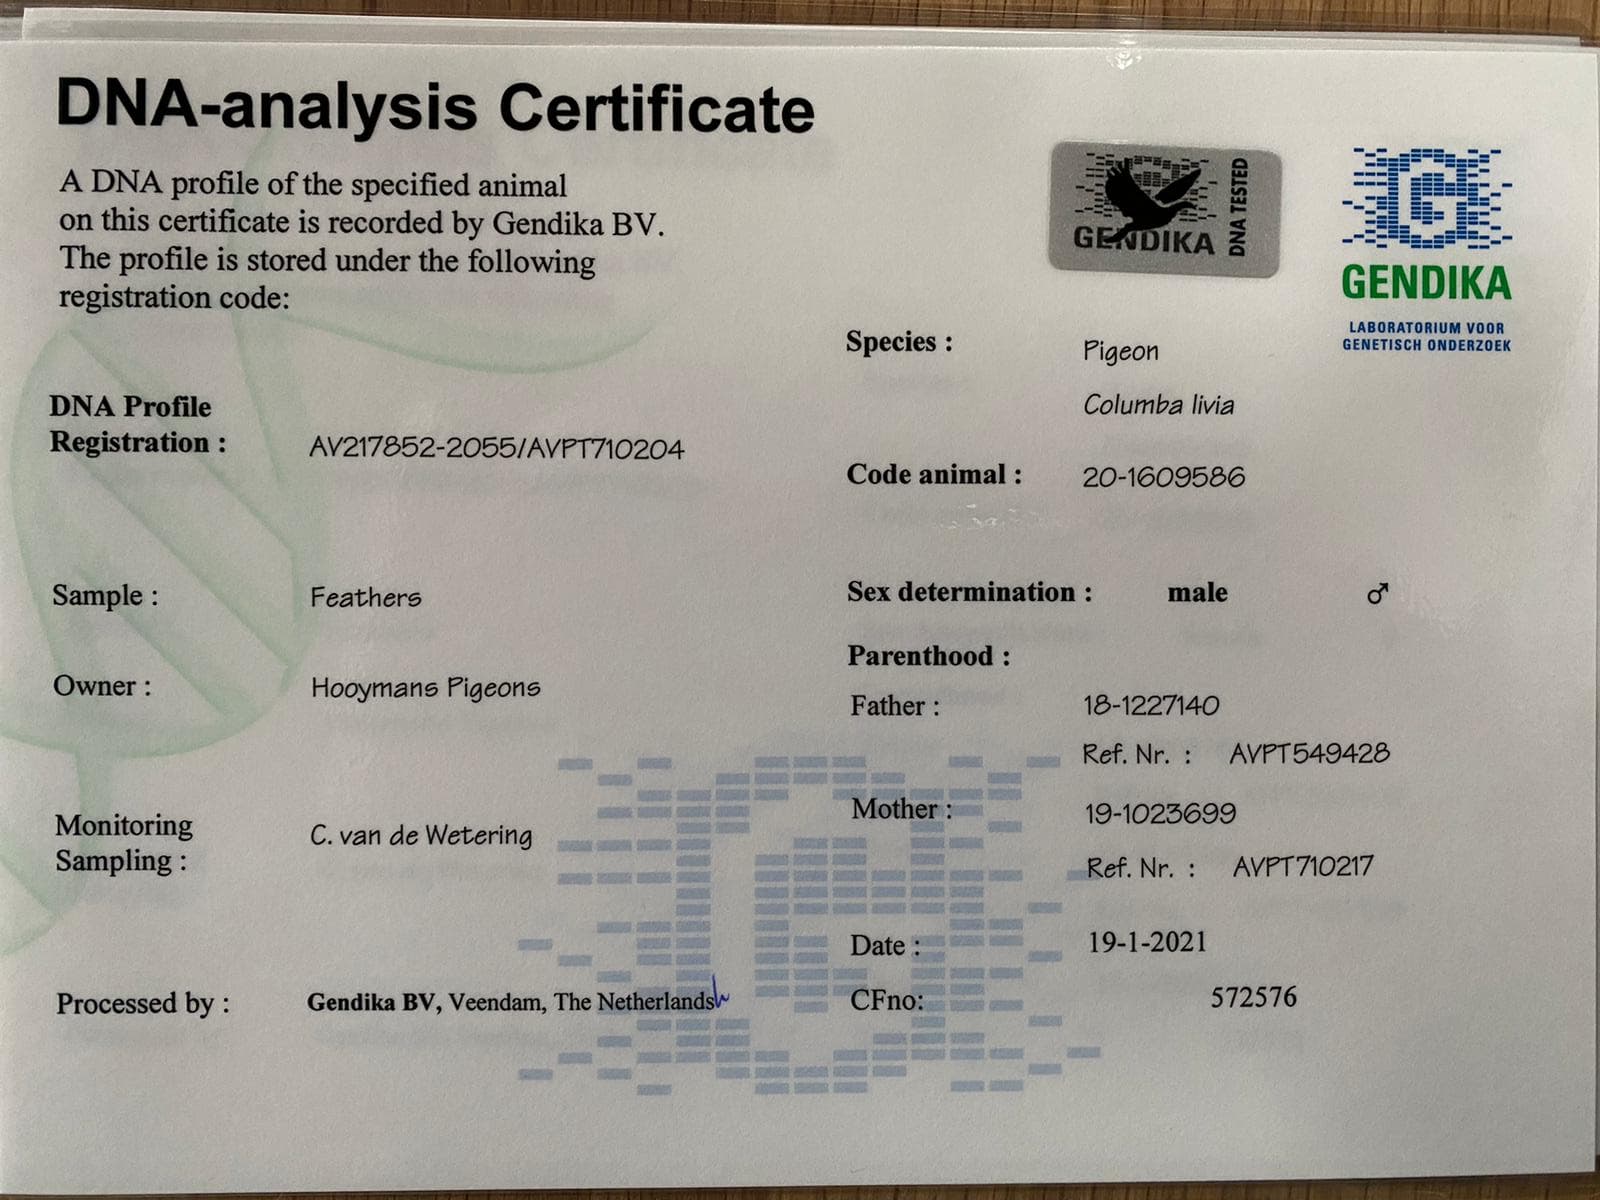 DNA-analysis Certificate
A DNA profile of the specified animal
on this certificate is recorded by Gendika BV.
The profile is stored under the following
registration code:
GENDIKA
DNA TESTED
GENDIKA
LABORATORIUM VOOR
GENETISCH ONDERZOEK
DNA Profile
Registration : AV217852-2055/AVPT710204
Sample : Feathers
Owner : Hooymans Pigeons
Monitoring
Sampling : C. van de Wetering
Processed by : Gendika BV, Veendam, The Netherlands
Species : Pigeon
Columba livia
Code animal : 20-1609586
Sex determination : male ♂
Parenthood :
Father : 18-1227140
Ref. Nr. : AVPT549428
Mother : 19-1023699
Ref. Nr. : AVPT710217
Date : 19-1-2021
CFno: 572576